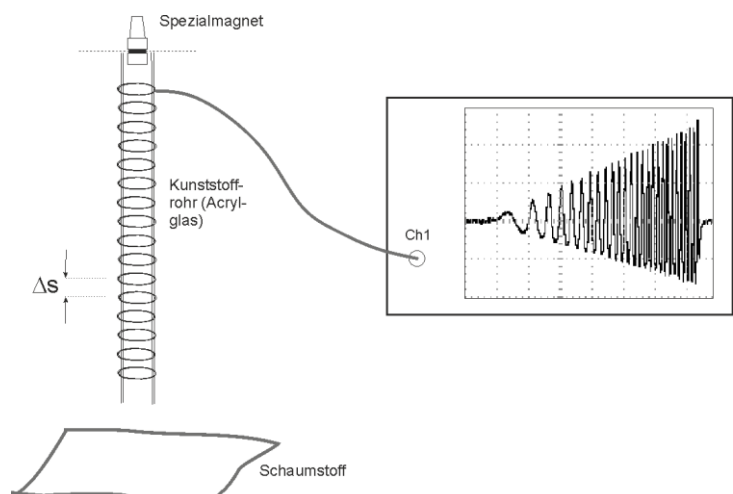 Spezialmagnet
Kunststoff-
rohr (Acryl-
glas)
Ch1
Δs
Schaumstoff